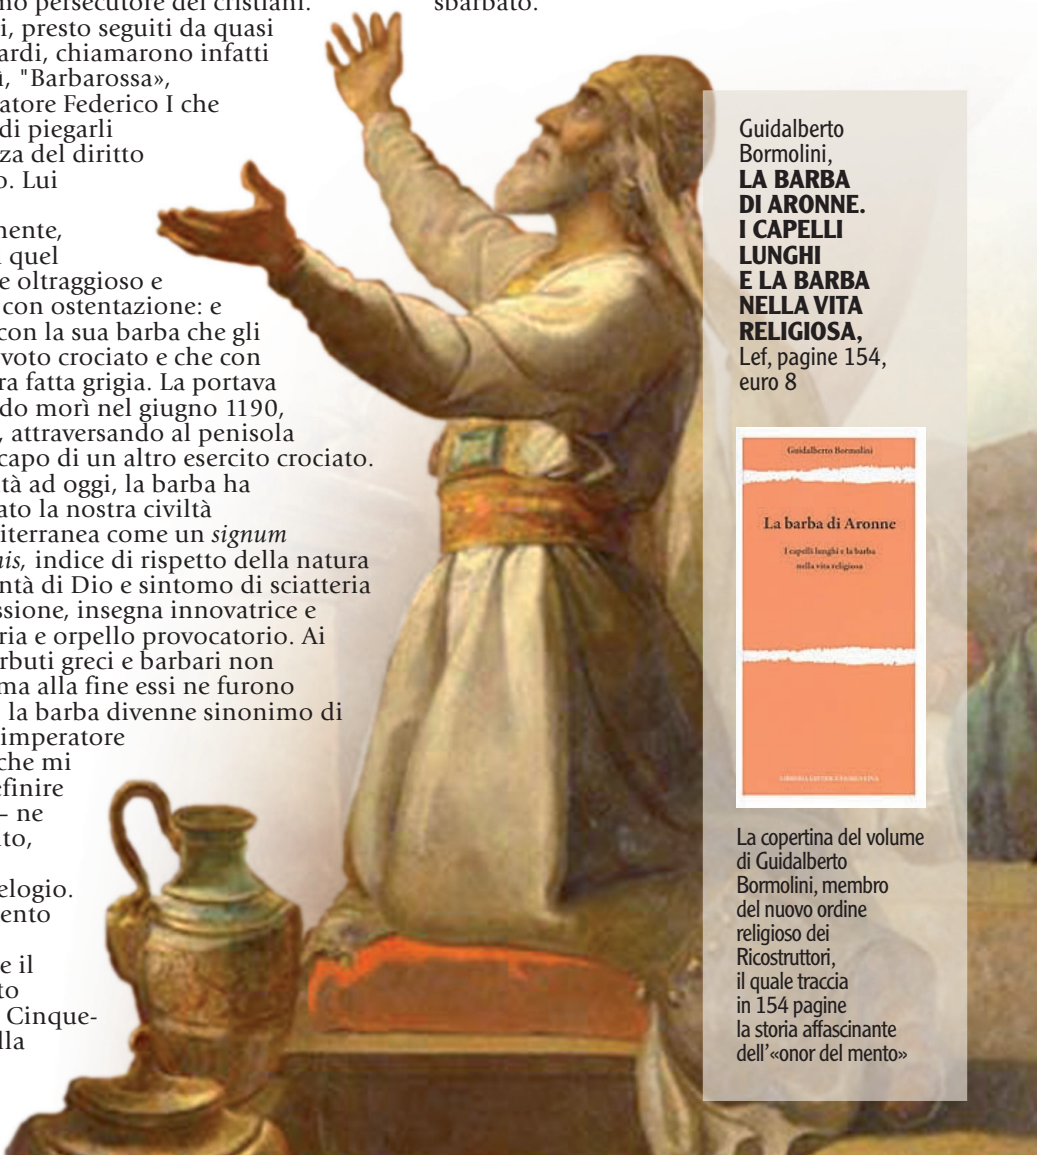 mo persecutore dei cristiani.
i, presto seguiti da quasi
ardi, chiamarono infatti
ì, "Barbarossa»,
atore Federico I che
di piegarli
za del diritto
o. Lui
nente,
quel
e oltraggioso e
con ostentazione: e
con la sua barba che gli
voto crociato e che con
ra fatta grigia. La portava
do morì nel giugno 1190,
, attraversando al penisola
capo di un altro esercito crociato.
tà ad oggi, la barba ha
ato la nostra civiltà
iterranea come un signum
nis, indice di rispetto della natura
ntà di Dio e sintomo di sciatteria
ssione, insegna innovatrice e
ria e orpello provocatorio. Ai
rbuti greci e barbari non
ma alla fine essi ne furono
la barba divenne sinonimo di
imperatore
che mi
efinire
– ne
to,
elogio.
ento
e il
to
Cinque-
lla
sbarbato.
Guidalberto
Bormolini,
LA BARBA
DI ARONNE.
I CAPELLI
LUNGHI
E LA BARBA
NELLA VITA
RELIGIOSA,
Lef, pagine 154,
euro 8
Guidalberto Bormolini
La barba di Aronne
I capelli lunghi e la barba
nella vita religiosa
LIBRERIA EDITRICE FIORENTINA
La copertina del volume
di Guidalberto
Bormolini, membro
del nuovo ordine
religioso dei
Ricostruttori,
il quale traccia
in 154 pagine
la storia affascinante
dell'«onor del mento»